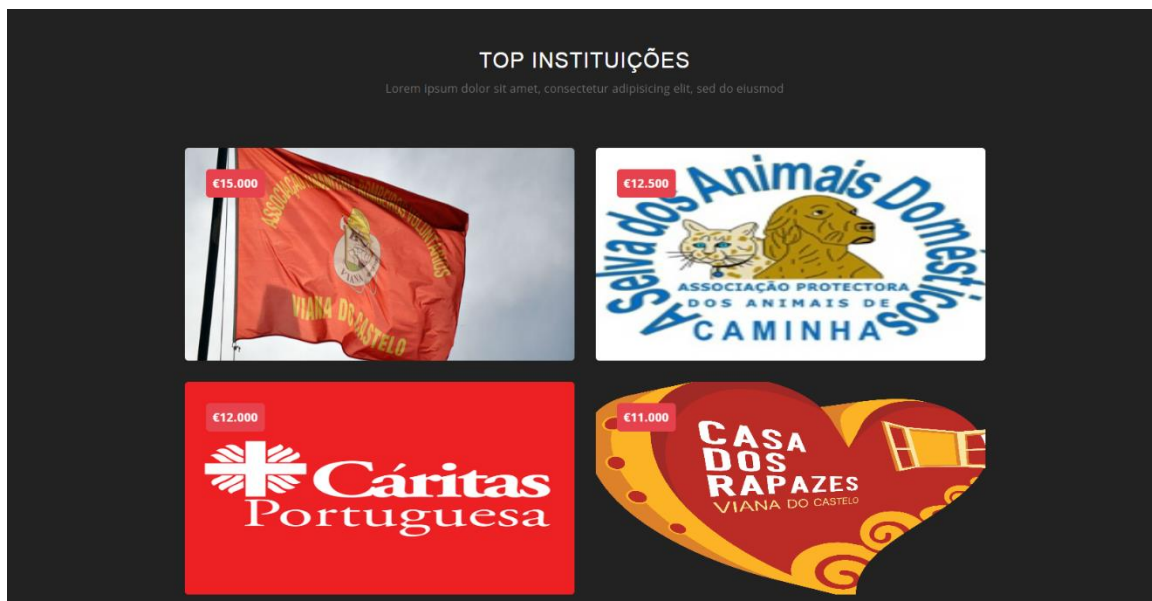 TOP INSTITUIÇÕES
Lorem ipsum dolor sit amet, consectetur adipisicing elit, sed do eiusmod
€15.000
VIANA
VIANA DO CASTELO
€12.500
A Selva dos Animais Domésticos
ASSOCIAÇÃO PROTECTORA
DOS ANIMAIS DE
CAMINHA
€12.000
Cáritas
Portuguesa
€11.000
CASA
DOS
RAPAZES
VIANA DO CASTELO